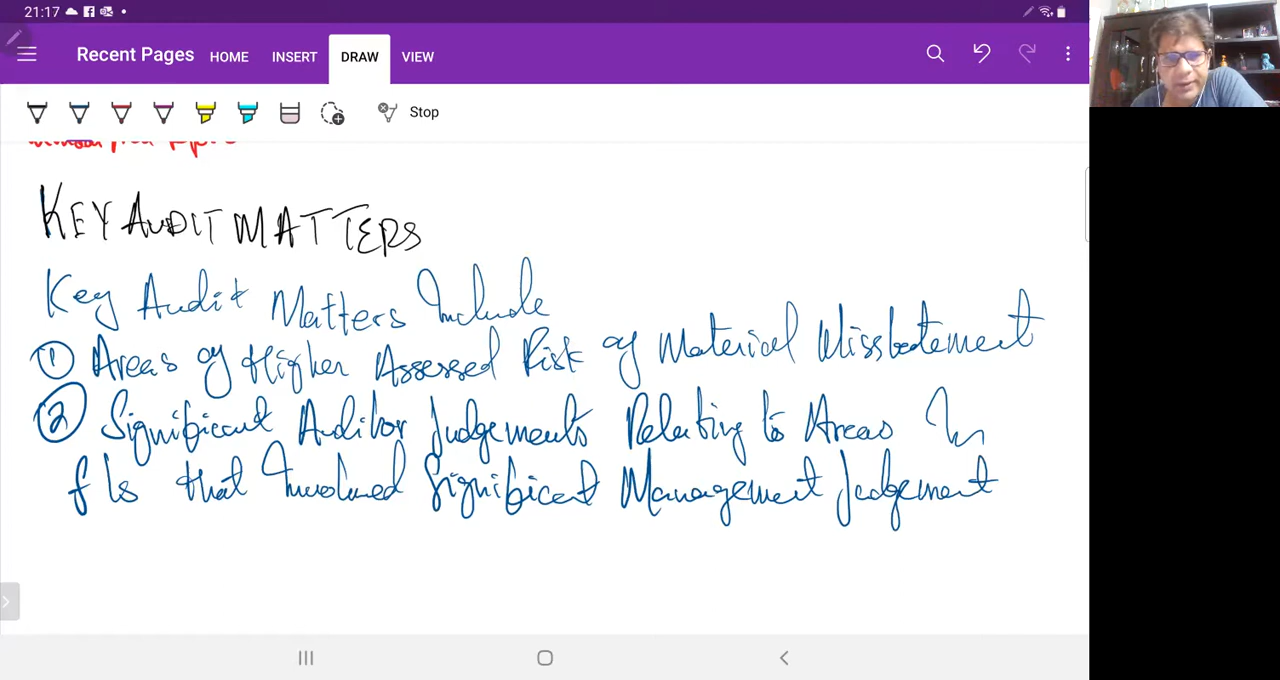 21:17
Recent Pages HOME INSERT DRAW VIEW
Stop
KEY AUDIT MATTERS
Key Audit Matters Include
① Areas of Higher Assessed Risk of Material Misstatement
② Significant Auditor Judgements Relating to Areas In
f/s that Involved Significant Management Judgement